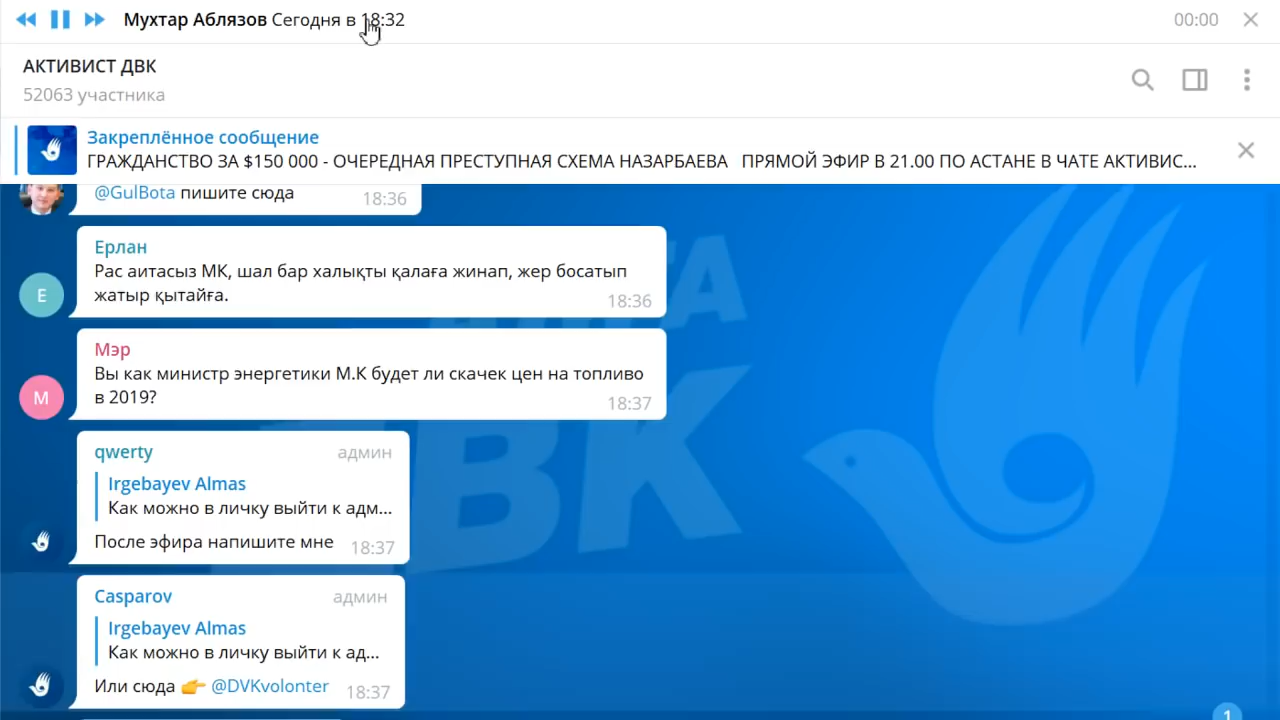 Мухтар Аблязов Сегодня в 18:32
00:00
АКТИВИСТ ДВК
52063 участника
Закреплённое сообщение
ГРАЖДАНСТВО ЗА $150 000 - ОЧЕРЕДНАЯ ПРЕСТУПНАЯ СХЕМА НАЗАРБАЕВА ПРЯМОЙ ЭФИР В 21.00 ПО АСТАНЕ В ЧАТЕ АКТИВИС...
@GulBota пишите сюда
18:36
Ерлан
Рас аитасыз МК, шал бар халықты қалаға жинап, жер босатып
жатыр қытайға.
18:36
Е
Мэр
Вы как министр энергетики М.К будет ли скачек цен на топливо
в 2019?
18:37
М
qwerty админ
Irgebayev Almas
Как можно в личку выйти к адм...
После эфира напишите мне
18:37
Casparov админ
Irgebayev Almas
Как можно в личку выйти к ад...
Или сюда 👉 @DVKvolonter
18:37
ДВК
1